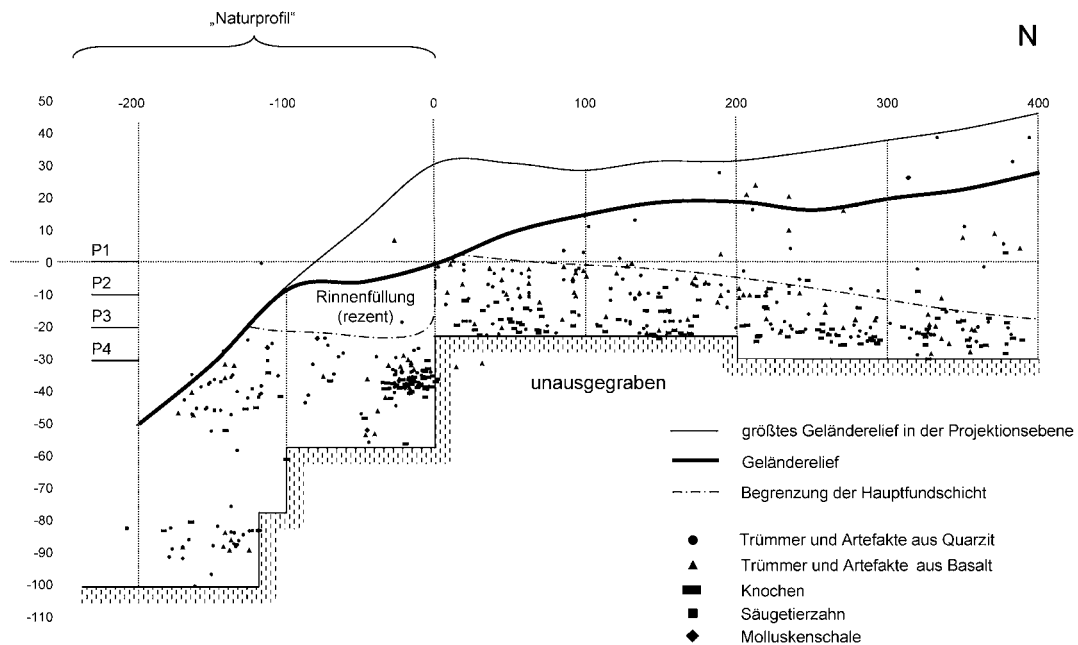 „Naturprofil“
N
-200 -100 0 100 200 300 400
50
40
30
20
10
0
-10
-20
-30
-40
-50
-60
-70
-80
-90
-100
-110
P1
P2
P3
P4
Rinnenfüllung
(rezent)
unausgegraben
größtes Geländerelief in der Projektionsebene
Geländerelief
Begrenzung der Hauptfundschicht
Trümmer und Artefakte aus Quarzit
Trümmer und Artefakte aus Basalt
Knochen
Säugetierzahn
Molluskenschale